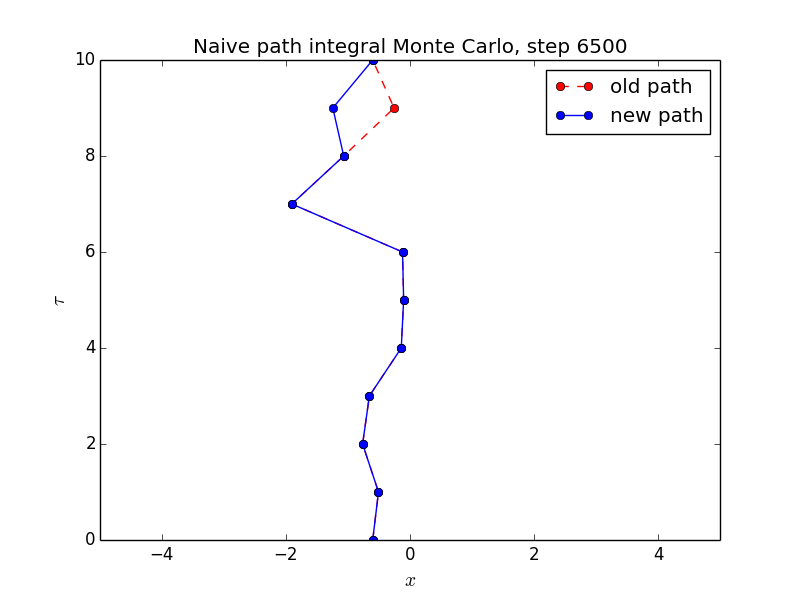 Naive path integral Monte Carlo, step 6500
old path
new path
10
8
6
4
2
0
τ
−4 −2 0 2 4
x